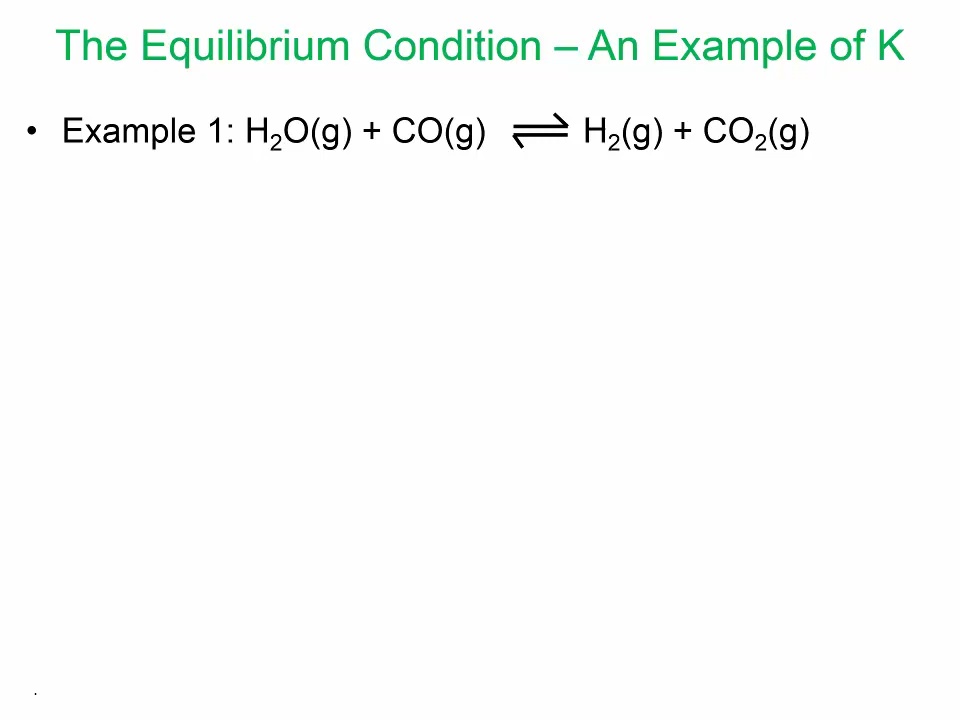 The Equilibrium Condition – An Example of K
• Example 1: H₂O(g) + CO(g) ⇌ H₂(g) + CO₂(g)
.